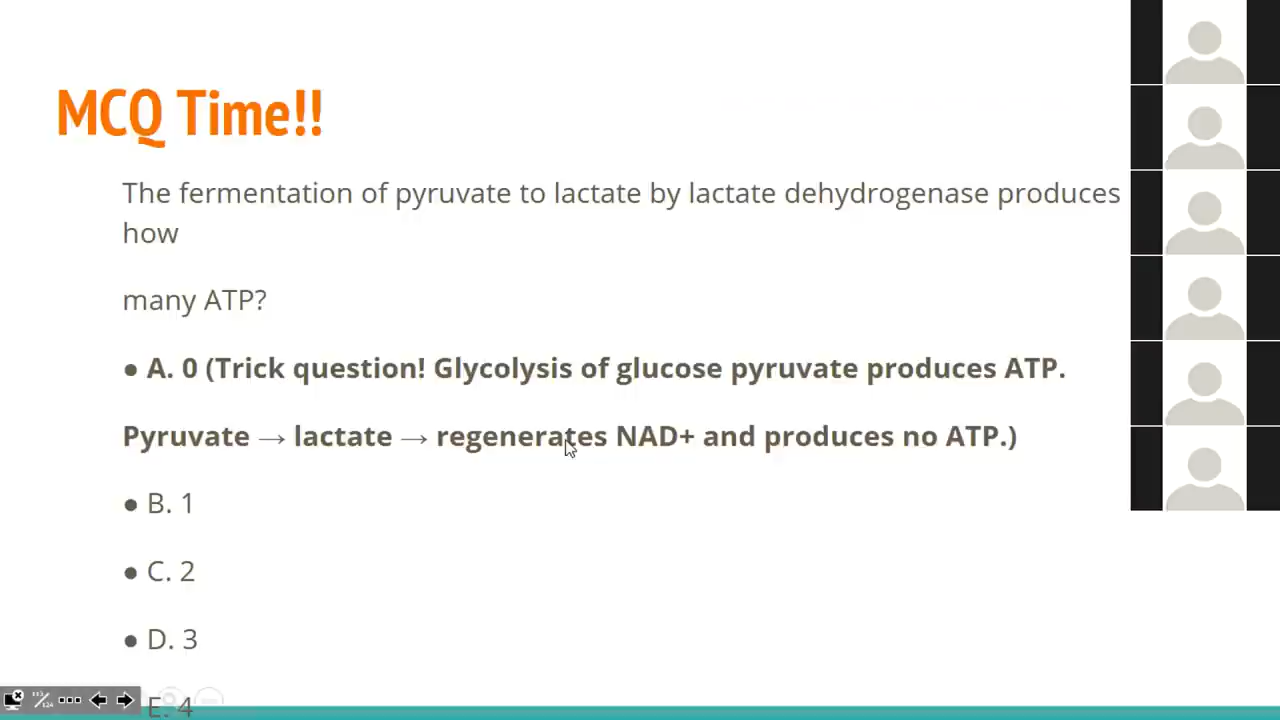 MCQ Time!!
The fermentation of pyruvate to lactate by lactate dehydrogenase produces
how
many ATP?
● A. 0 (Trick question! Glycolysis of glucose pyruvate produces ATP.
Pyruvate → lactate → regenerates NAD+ and produces no ATP.)
● B. 1
● C. 2
● D. 3
E. 4